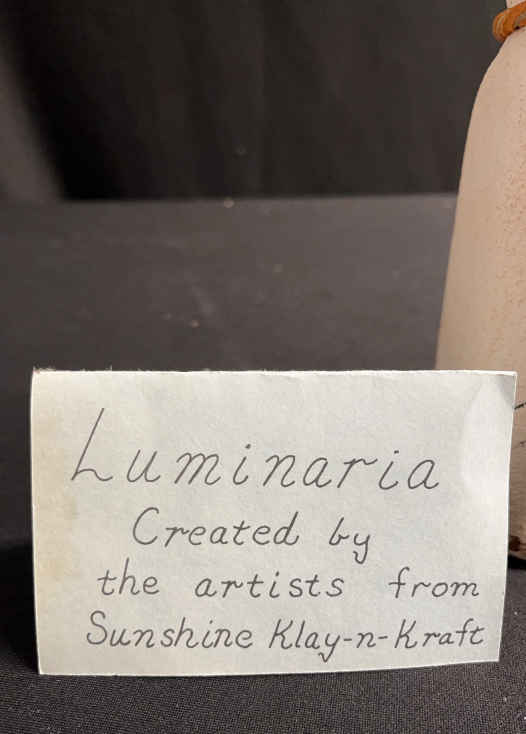 Luminaria
Created by
the artists from
Sunshine Klay-n-Kraft